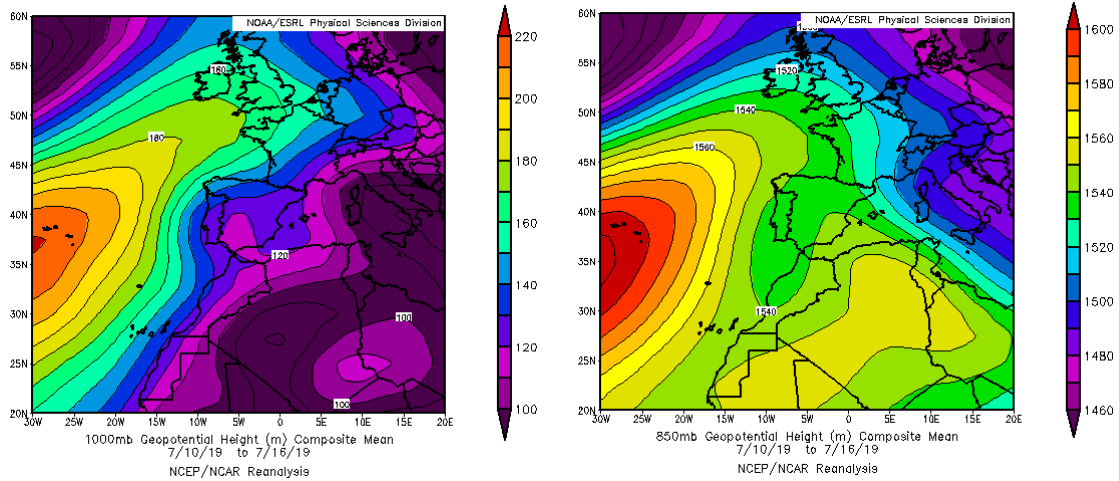 NOAA/ESRL Physical Sciences Division
60N
55N
50N
45N
40N
35N
30N
25N
20N
30W 25W 20W 15W 10W 5W 0 5E 10E 15E 20E
160
180
120
100
100
220
200
180
160
140
120
100
1000mb Geopotential Height (m) Composite Mean
7/10/19 to 7/16/19
NCEP/NCAR Reanalysis
NOAA/ESRL Physical Sciences Division
60N
55N
50N
45N
40N
35N
30N
25N
20N
30W 25W 20W 15W 10W 5W 0 5E 10E 15E 20E
1520
1540
1560
1540
1600
1580
1560
1540
1520
1500
1480
1460
850mb Geopotential Height (m) Composite Mean
7/10/19 to 7/16/19
NCEP/NCAR Reanalysis